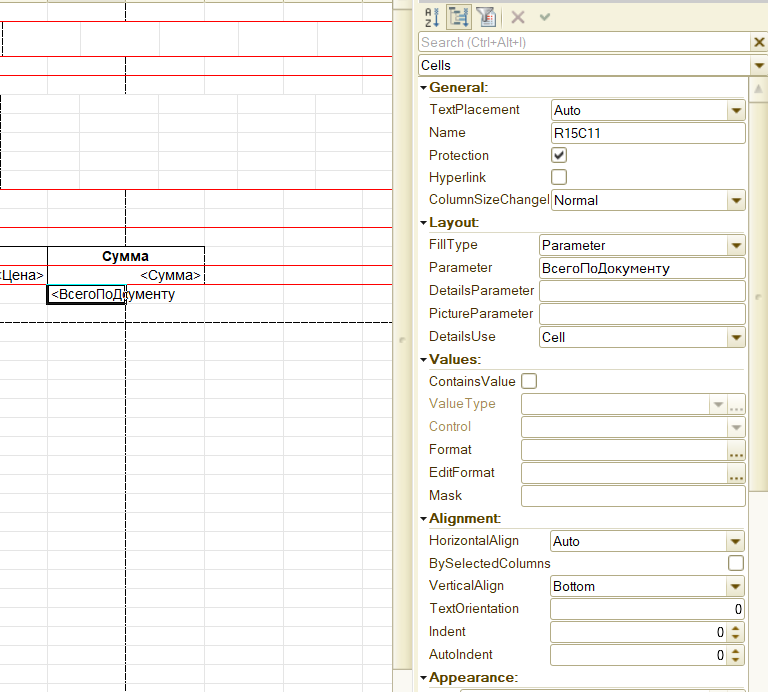 Search (Ctrl+Alt+I)
Cells
General:
TextPlacement Auto
Name R15C11
Protection
Hyperlink
ColumnSizeChangeI Normal
Layout:
FillType Parameter
Parameter ВсегоПоДокументу
DetailsParameter
PictureParameter
DetailsUse Cell
Values:
ContainsValue
ValueType
Control
Format
EditFormat
Mask
Alignment:
HorizontalAlign Auto
BySelectedColumns
VerticalAlign Bottom
TextOrientation 0
Indent 0
AutoIndent 0
Appearance:
Сумма
<Цена> <Сумма>
<ВсегоПоДокументу